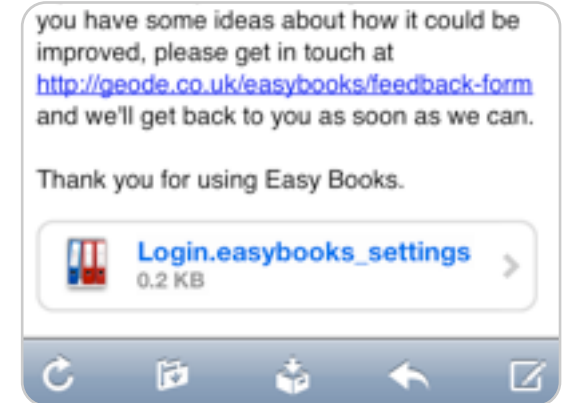 you have some ideas about how it could be
improved, please get in touch at
http://geode.co.uk/easybooks/feedback-form
and we'll get back to you as soon as we can.
Thank you for using Easy Books.
Login.easybooks_settings
0.2 KB